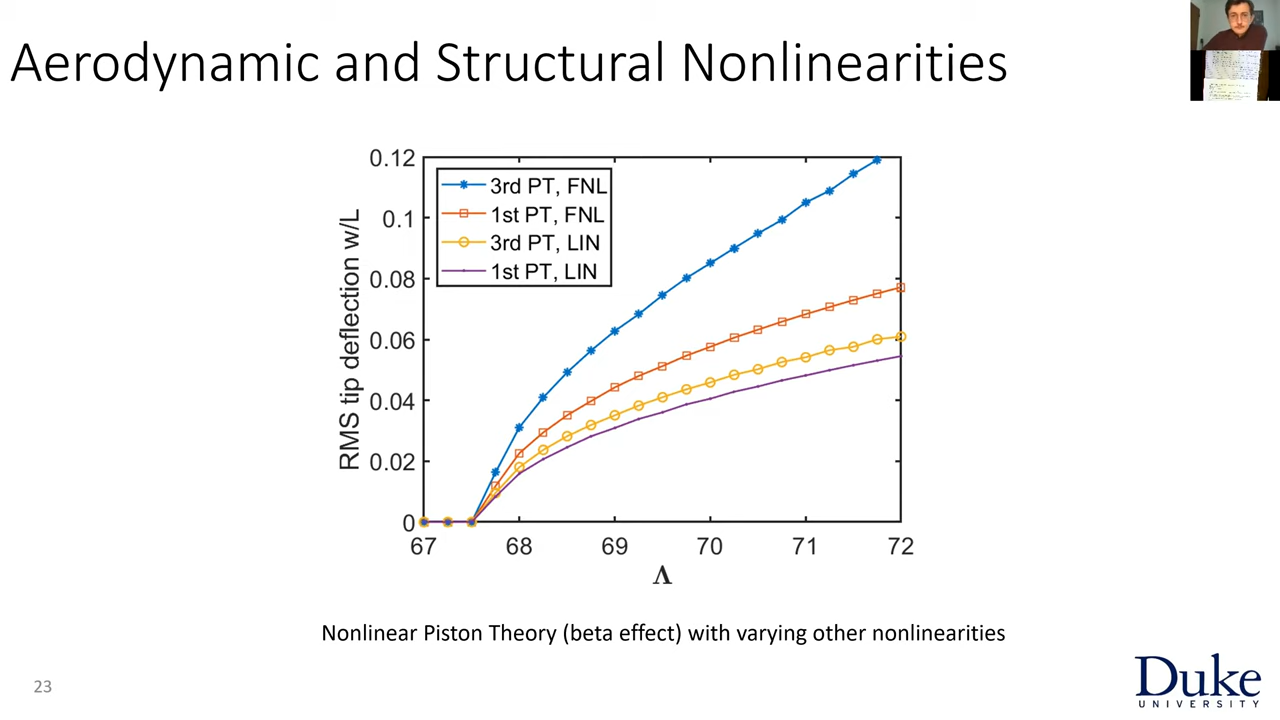 Aerodynamic and Structural Nonlinearities
0.12
0.1
0.08
0.06
0.04
0.02
0
RMS tip deflection w/L
3rd PT, FNL
1st PT, FNL
3rd PT, LIN
1st PT, LIN
67 68 69 70 71 72
Λ
Nonlinear Piston Theory (beta effect) with varying other nonlinearities
23
Duke
UNIVERSITY